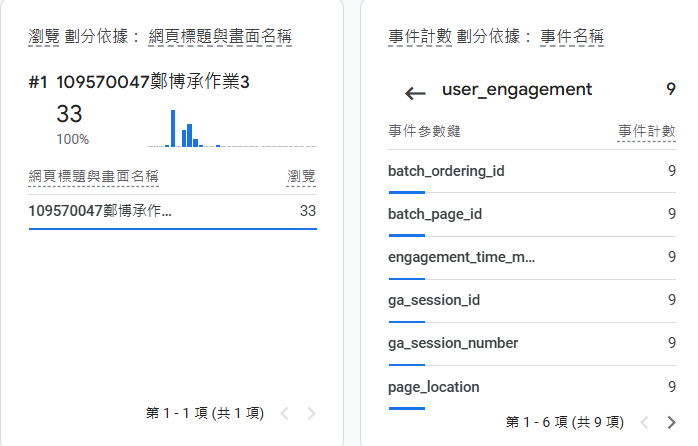 瀏覽 劃分依據： 網頁標題與畫面名稱
#1 109570047鄭博承作業3
33
100%
網頁標題與畫面名稱 瀏覽
109570047鄭博承作… 33
第 1 - 1 項 (共 1 項)
事件計數 劃分依據： 事件名稱
user_engagement 9
事件參數鍵 事件計數
batch_ordering_id 9
batch_page_id 9
engagement_time_m… 9
ga_session_id 9
ga_session_number 9
page_location 9
第 1 - 6 項 (共 9 項)